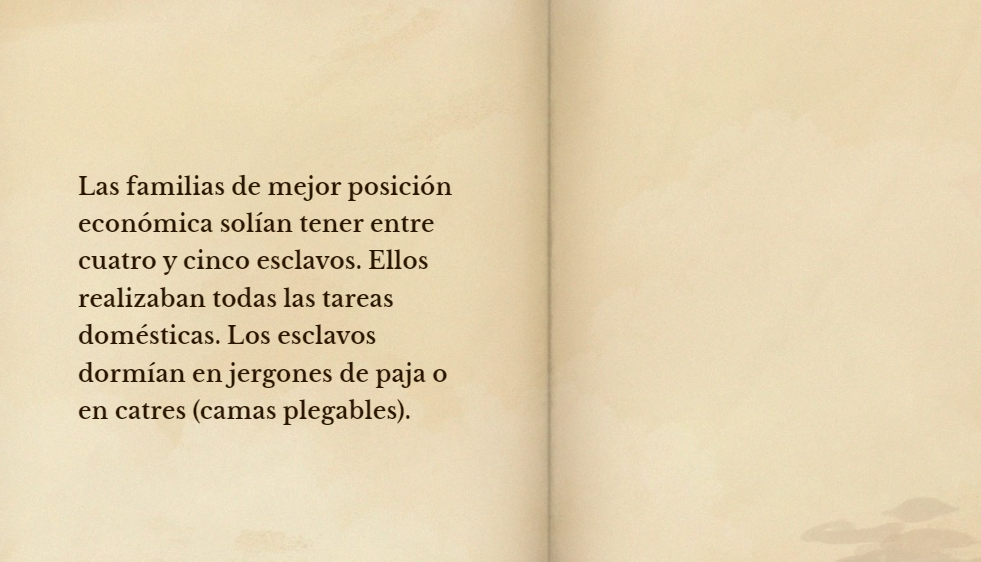 Las familias de mejor posición
económica solían tener entre
cuatro y cinco esclavos. Ellos
realizaban todas las tareas
domésticas. Los esclavos
dormían en jergones de paja o
en catres (camas plegables).